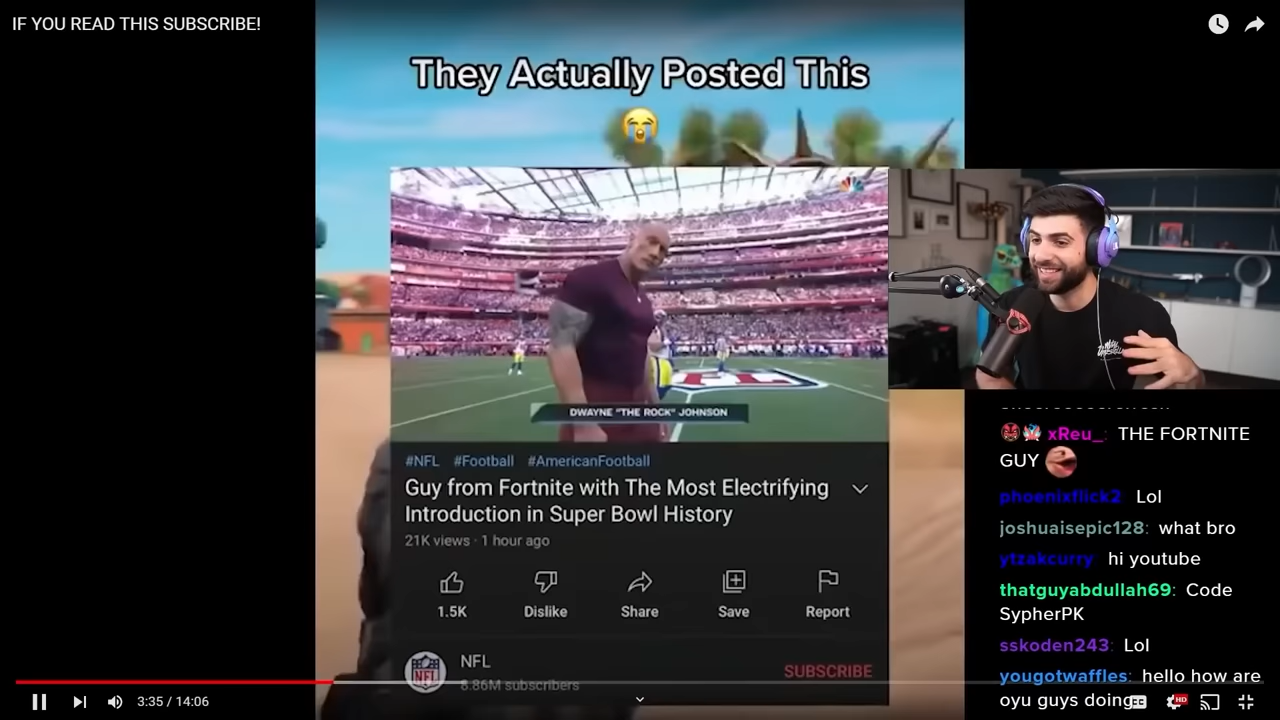 IF YOU READ THIS SUBSCRIBE!
They Actually Posted This
DWAYNE "THE ROCK" JOHNSON
#NFL #Football #AmericanFootball
Guy from Fortnite with The Most Electrifying
Introduction in Super Bowl History
21K views · 1 hour ago
1.5K
Dislike
Share
Save
Report
NFL
NFL
8.86M subscribers
SUBSCRIBE
xReu_: THE FORTNITE
GUY
phoenixflick2 Lol
joshuaisepic128: what bro
ytzakcurry hi youtube
thatguyabdullah69: Code
SypherPK
sskoden243: Lol
yougotwaffles: hello how are
oyu guys doing
3:35 / 14:06
CC
HD